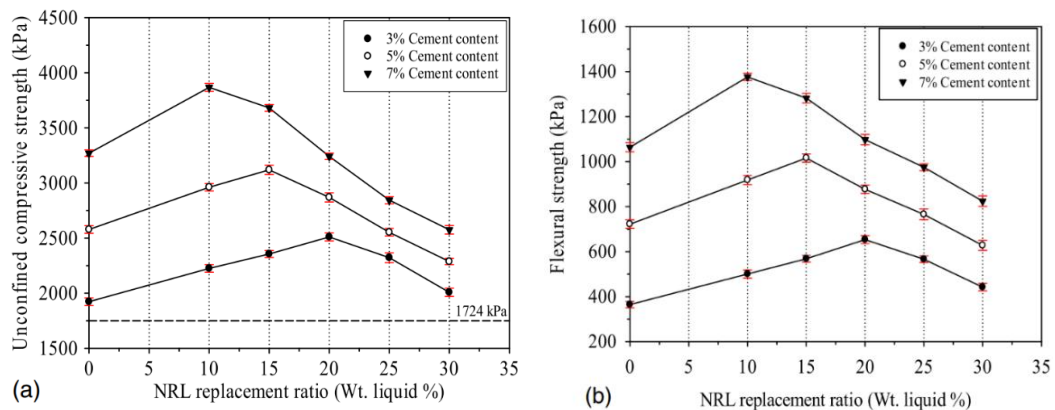 4500
4000
3500
3000
2500
2000
1500
Unconfined compressive strength (kPa)
3% Cement content
5% Cement content
7% Cement content
1724 kPa
0 5 10 15 20 25 30 35
NRL replacement ratio (Wt. liquid %)
(a)
1600
1400
1200
1000
800
600
400
200
Flexural strength (kPa)
3% Cement content
5% Cement content
7% Cement content
0 5 10 15 20 25 30 35
NRL replacement ratio (Wt. liquid %)
(b)